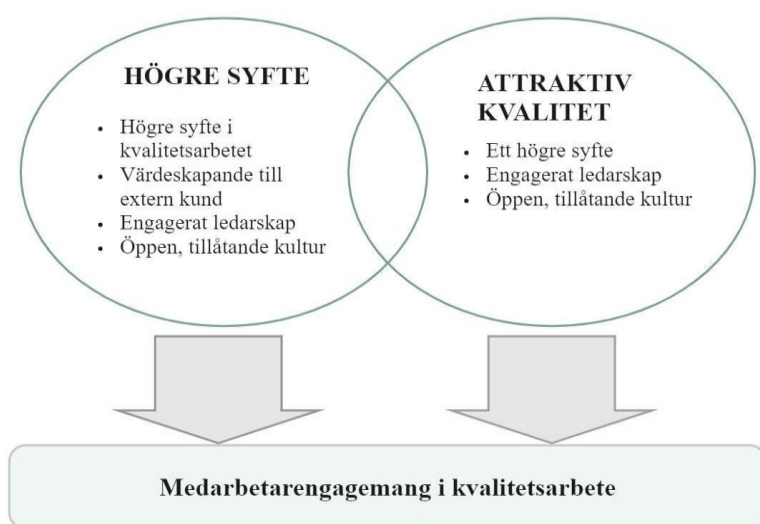 HÖGRE SYFTE
• Högre syfte i
kvalitetsarbetet
• Värdeskapande till
extern kund
• Engagerat ledarskap
• Öppen, tillåtande kultur
ATTRAKTIV
KVALITET
• Ett högre syfte
• Engagerat ledarskap
• Öppen, tillåtande kultur
Medarbetarengagemang i kvalitetsarbete